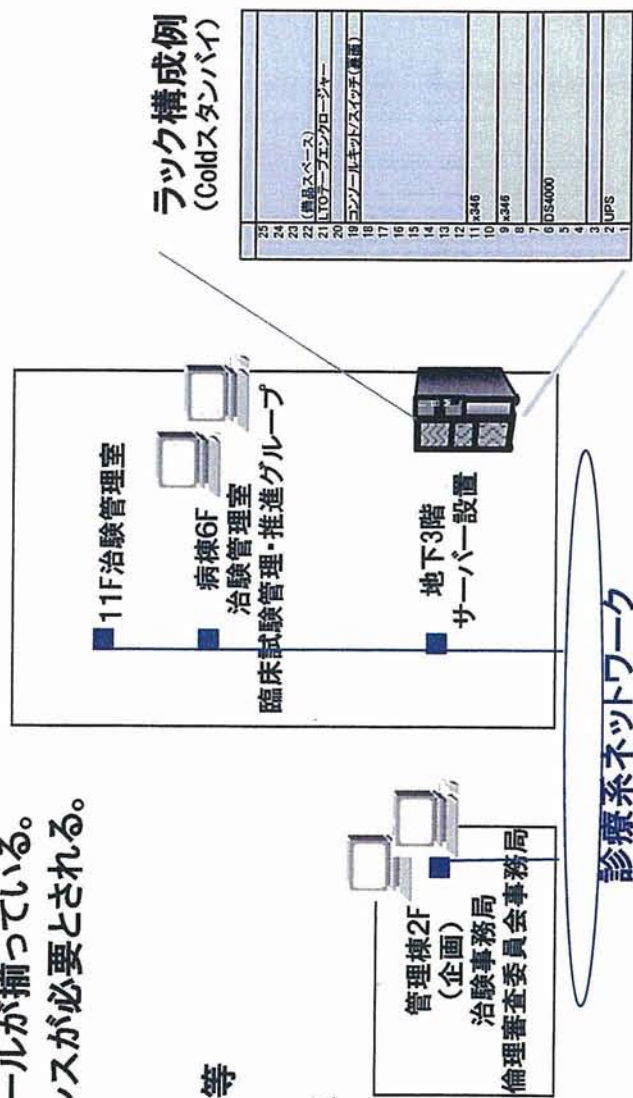 ールが揃っている。
ンスが必要とされる。
等
11F治験管理室
病棟6F
治験管理室
臨床試験管理・推進グループ
地下3階
サーバー設置
管理棟2F
(企画)
治験事務局
倫理審査委員会事務局
診療系ネットワーク
ラック構成例
(Coldスタンバイ)
25
24
23
22 (備品スペース)
21 LTOテープエンクロージャー
20
19 コンソールキット/スイッチ(裏面)
18
17
16
15
14
13
12
11 x346
10
9 x346
8
7
6 DS4000
5
4
3
2 UPS
1